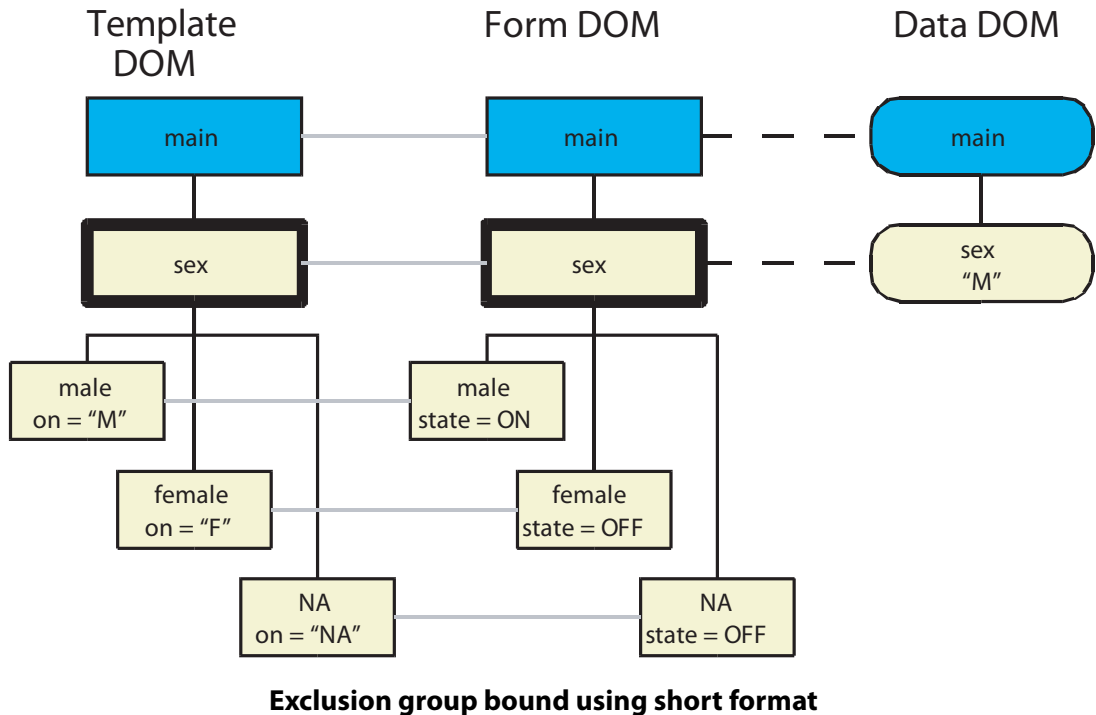 Template
DOM
Form DOM
Data DOM
main
main
main
sex
sex
sex
“M”
male
on = “M”
male
state = ON
female
on = “F”
female
state = OFF
NA
on = “NA”
NA
state = OFF
Exclusion group bound using short format